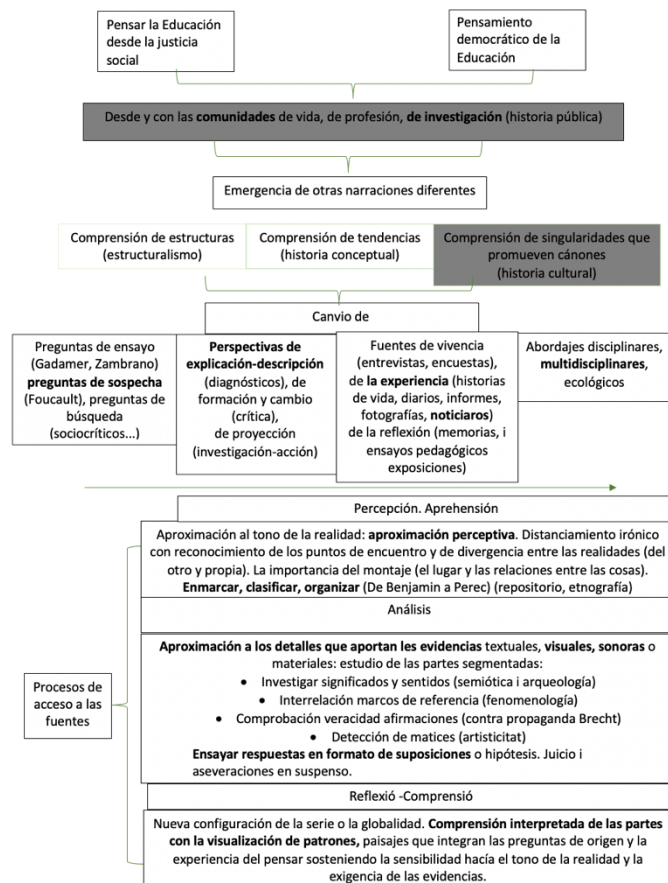 Pensar la Educación
desde la justicia
social
Pensamiento
democrático de la
Educación
Desde y con las comunidades de vida, de profesión, de investigación (historia pública)
Emergencia de otras narraciones diferentes
Comprensión de estructuras
(estructuralismo)
Comprensión de tendencias
(historia conceptual)
Comprensión de singularidades que
promueven cánones
(historia cultural)
Canvio de
Preguntas de ensayo
(Gadamer, Zambrano)
preguntas de sospecha
(Foucault), preguntas de
búsqueda
(sociocríticos...)
Perspectivas de
explicación-descripción
(diagnósticos), de
formación y cambio
(crítica),
de proyección
(investigación-acción)
Fuentes de vivencia
(entrevistas, encuestas),
de la experiencia (historias
de vida, diarios, informes,
fotografías, noticiaros)
de la reflexión (memorias, i
ensayos pedagógicos
exposiciones)
Abordajes disciplinares,
multidisciplinares,
ecológicos
Percepción. Aprehensión
Aproximación al tono de la realidad: aproximación perceptiva. Distanciamiento irónico
con reconocimiento de los puntos de encuentro y de divergencia entre las realidades (del
otro y propia). La importancia del montaje (el lugar y las relaciones entre las cosas).
Enmarcar, clasificar, organizar (De Benjamin a Perec) (repositorio, etnografía)
Análisis
Aproximación a los detalles que aportan les evidencias textuales, visuales, sonoras o
materiales: estudio de las partes segmentadas:
• Investigar significados y sentidos (semiótica i arqueología)
• Interrelación marcos de referencia (fenomenología)
• Comprobación veracidad afirmaciones (contra propaganda Brecht)
• Detección de matices (artisticitat)
Ensayar respuestas en formato de suposiciones o hipótesis. Juicio i
aseveraciones en suspenso.
Procesos de
acceso a las
fuentes
Reflexió -Comprensió
Nueva configuración de la serie o la globalidad. Comprensión interpretada de las partes
con la visualización de patrones, paisajes que integran las preguntas de origen y la
experiencia del pensar sosteniendo la sensibilidad hacía el tono de la realidad y la
exigencia de las evidencias.